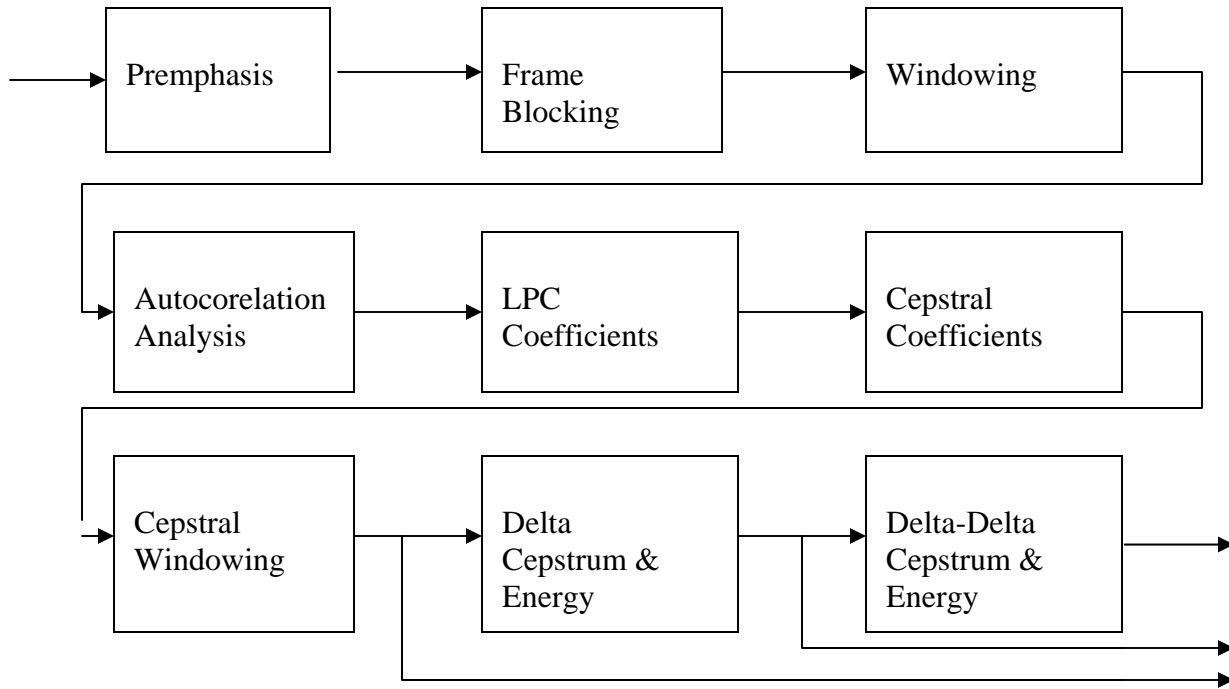 Premphasis
Frame
Blocking
Windowing
Autocorelation
Analysis
LPC
Coefficients
Cepstral
Coefficients
Cepstral
Windowing
Delta
Cepstrum &
Energy
Delta-Delta
Cepstrum &
Energy